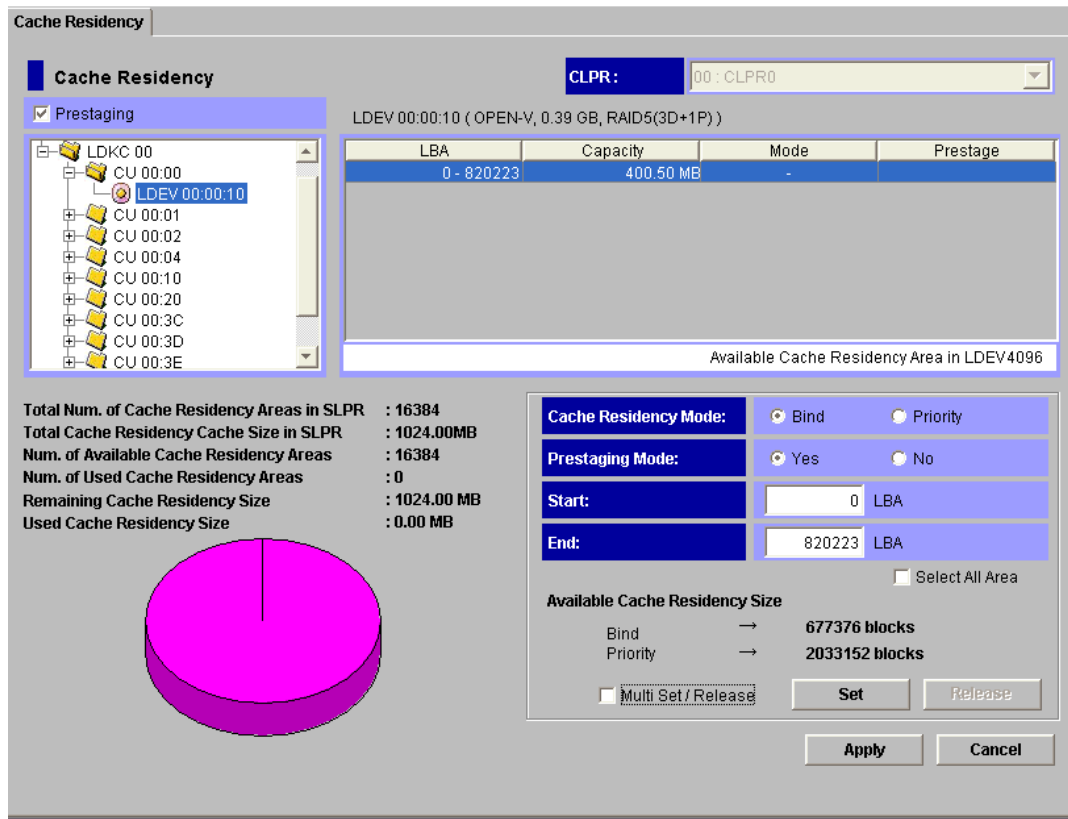 Cache Residency
Cache Residency
CLPR :
00 : CLPR0
Prestaging
LDEV 00:00:10 ( OPEN-V, 0.39 GB, RAID5(3D+1P) )
LDKC 00
CU 00:00
LDEV 00:00:10
CU 00:01
CU 00:02
CU 00:04
CU 00:10
CU 00:20
CU 00:3C
CU 00:3D
CU 00:3E
LBA Capacity Mode Prestage
0 - 820223 400.50 MB -
Available Cache Residency Area in LDEV4096
Total Num. of Cache Residency Areas in SLPR : 16384
Total Cache Residency Cache Size in SLPR : 1024.00MB
Num. of Available Cache Residency Areas : 16384
Num. of Used Cache Residency Areas : 0
Remaining Cache Residency Size : 1024.00 MB
Used Cache Residency Size : 0.00 MB
Cache Residency Mode: Bind Priority
Prestaging Mode: Yes No
Start: 0 LBA
End: 820223 LBA
Select All Area
Available Cache Residency Size
Bind → 677376 blocks
Priority → 2033152 blocks
Multi Set / Release Set Release
Apply Cancel